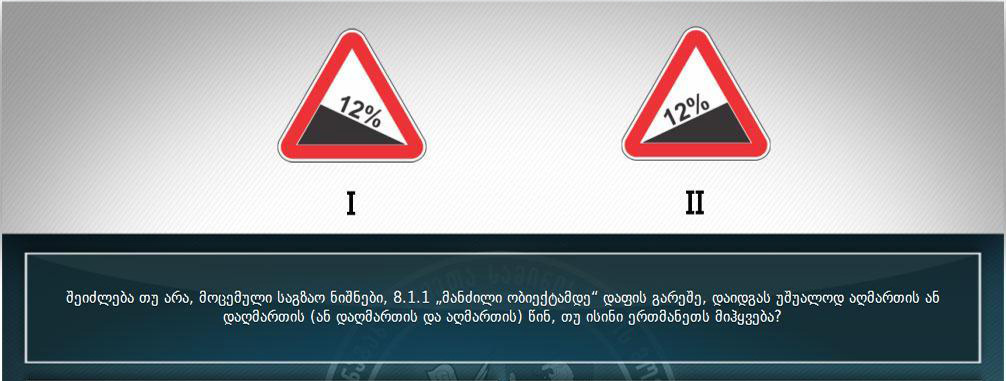 12%
12%
I
II
შეიძლება თუ არა, მოცემული საგზაო ნიშნები, 8.1.1 „მანძილი ობიექტამდე“ დაფის გარეშე, დაიდგას უშუალოდ აღმართის ან
დაღმართის (ან დაღმართის და აღმართის) წინ, თუ ისინი ერთმანეთს მიჰყვება?